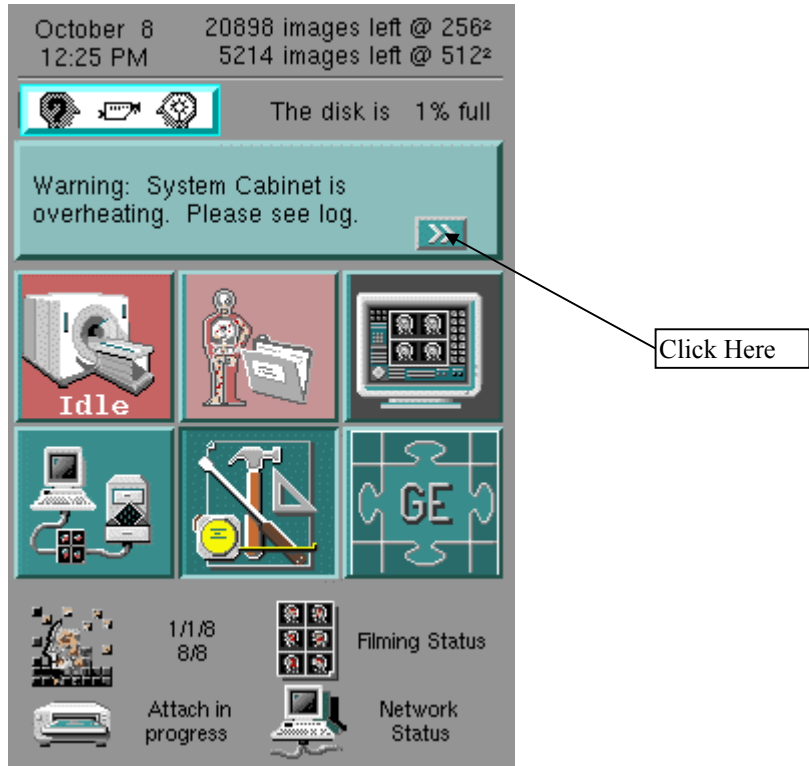 October 8 20898 images left @ 256²
12:25 PM 5214 images left @ 512²
The disk is 1% full
Warning: System Cabinet is
overheating. Please see log.
Click Here
Idle
GE
1/1/8
8/8
Filming Status
Attach in
progress
Network
Status